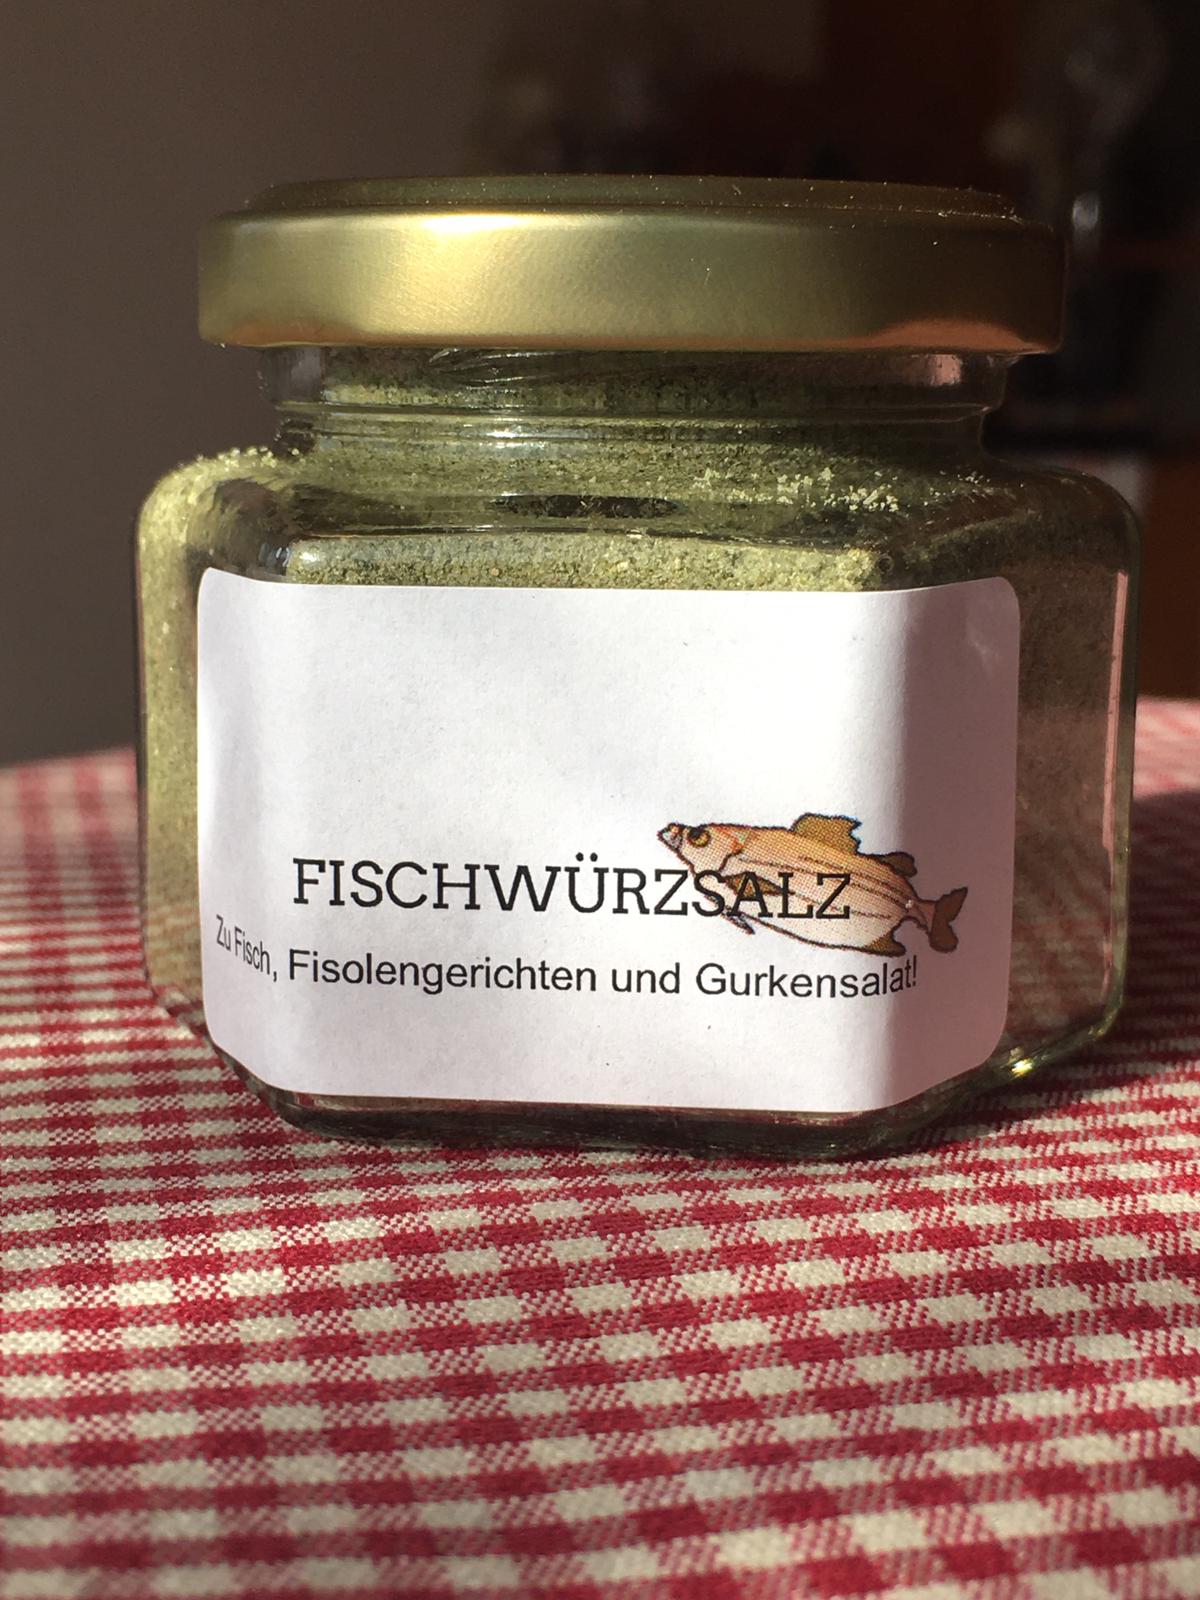 FISCHWÜRZSALZ
Zu Fisch, Fisolengerichten und Gurkensalat!